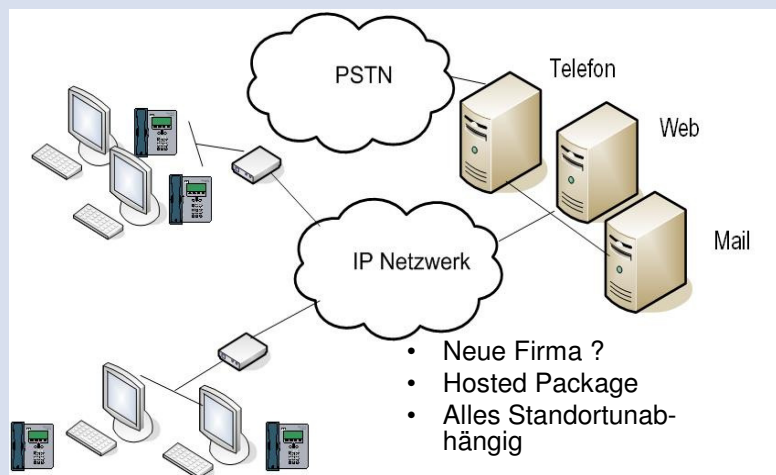 PSTN
Telefon
Web
Mail
IP Netzwerk
• Neue Firma ?
• Hosted Package
• Alles Standortunab-
hängig